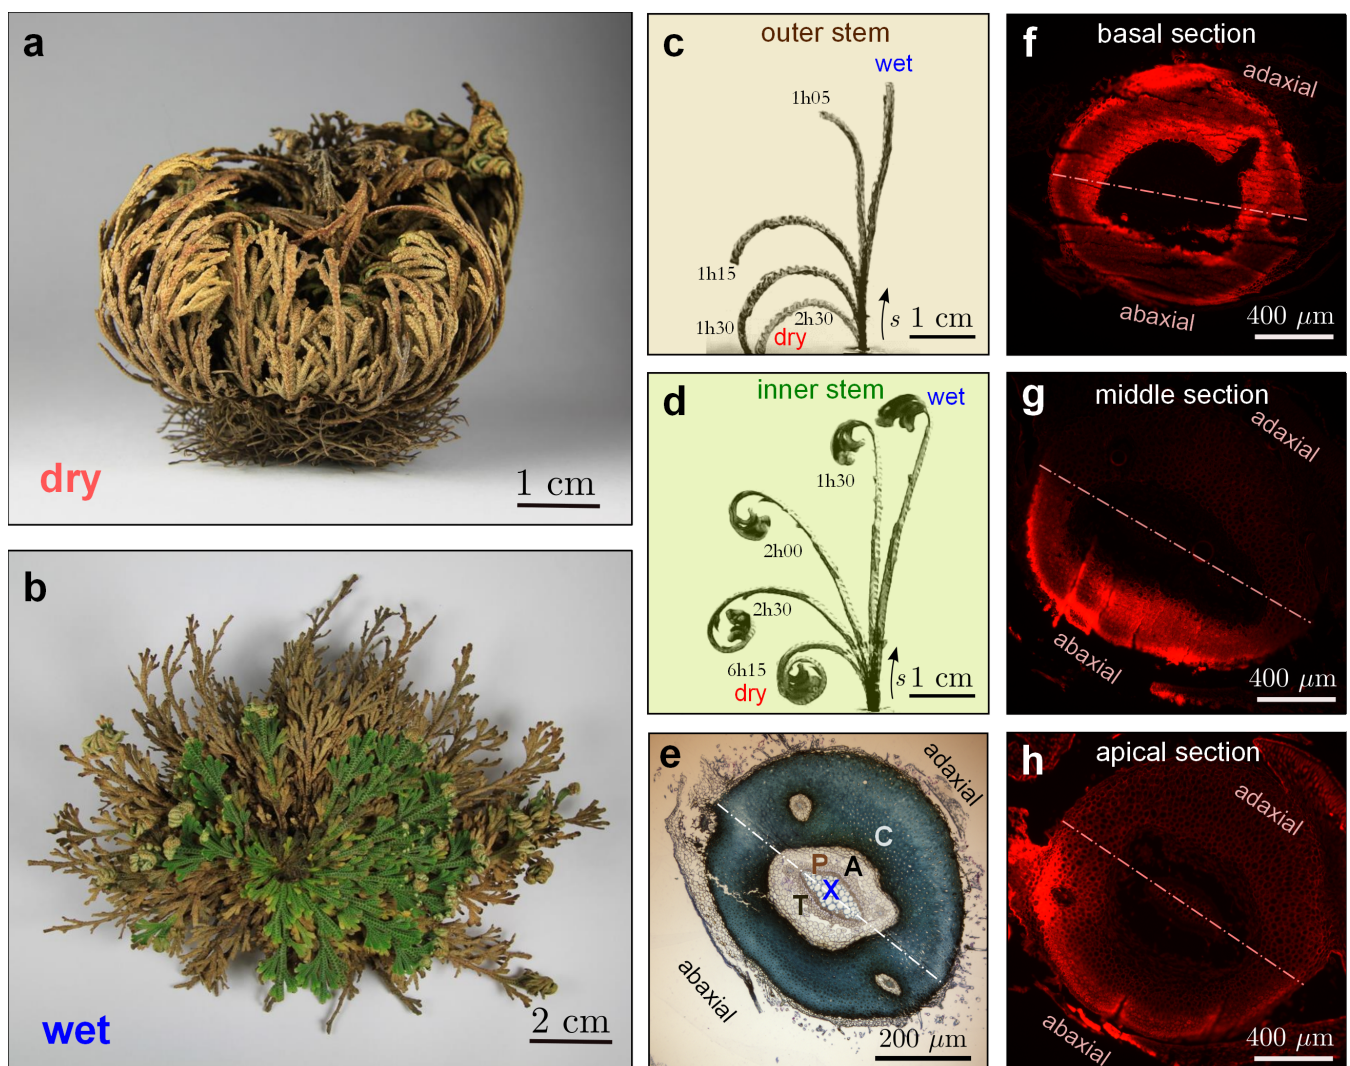 a
dry
1 cm
b
wet
2 cm
c
outer stem
wet
1h05
1h15
1h30
2h30
dry
s
1 cm
d
inner stem
wet
1h30
2h00
2h30
6h15
dry
s
1 cm
e
adaxial
C
P
A
X
T
abaxial
200 μm
f
basal section
adaxial
abaxial
400 μm
g
middle section
adaxial
abaxial
400 μm
h
apical section
adaxial
abaxial
400 μm